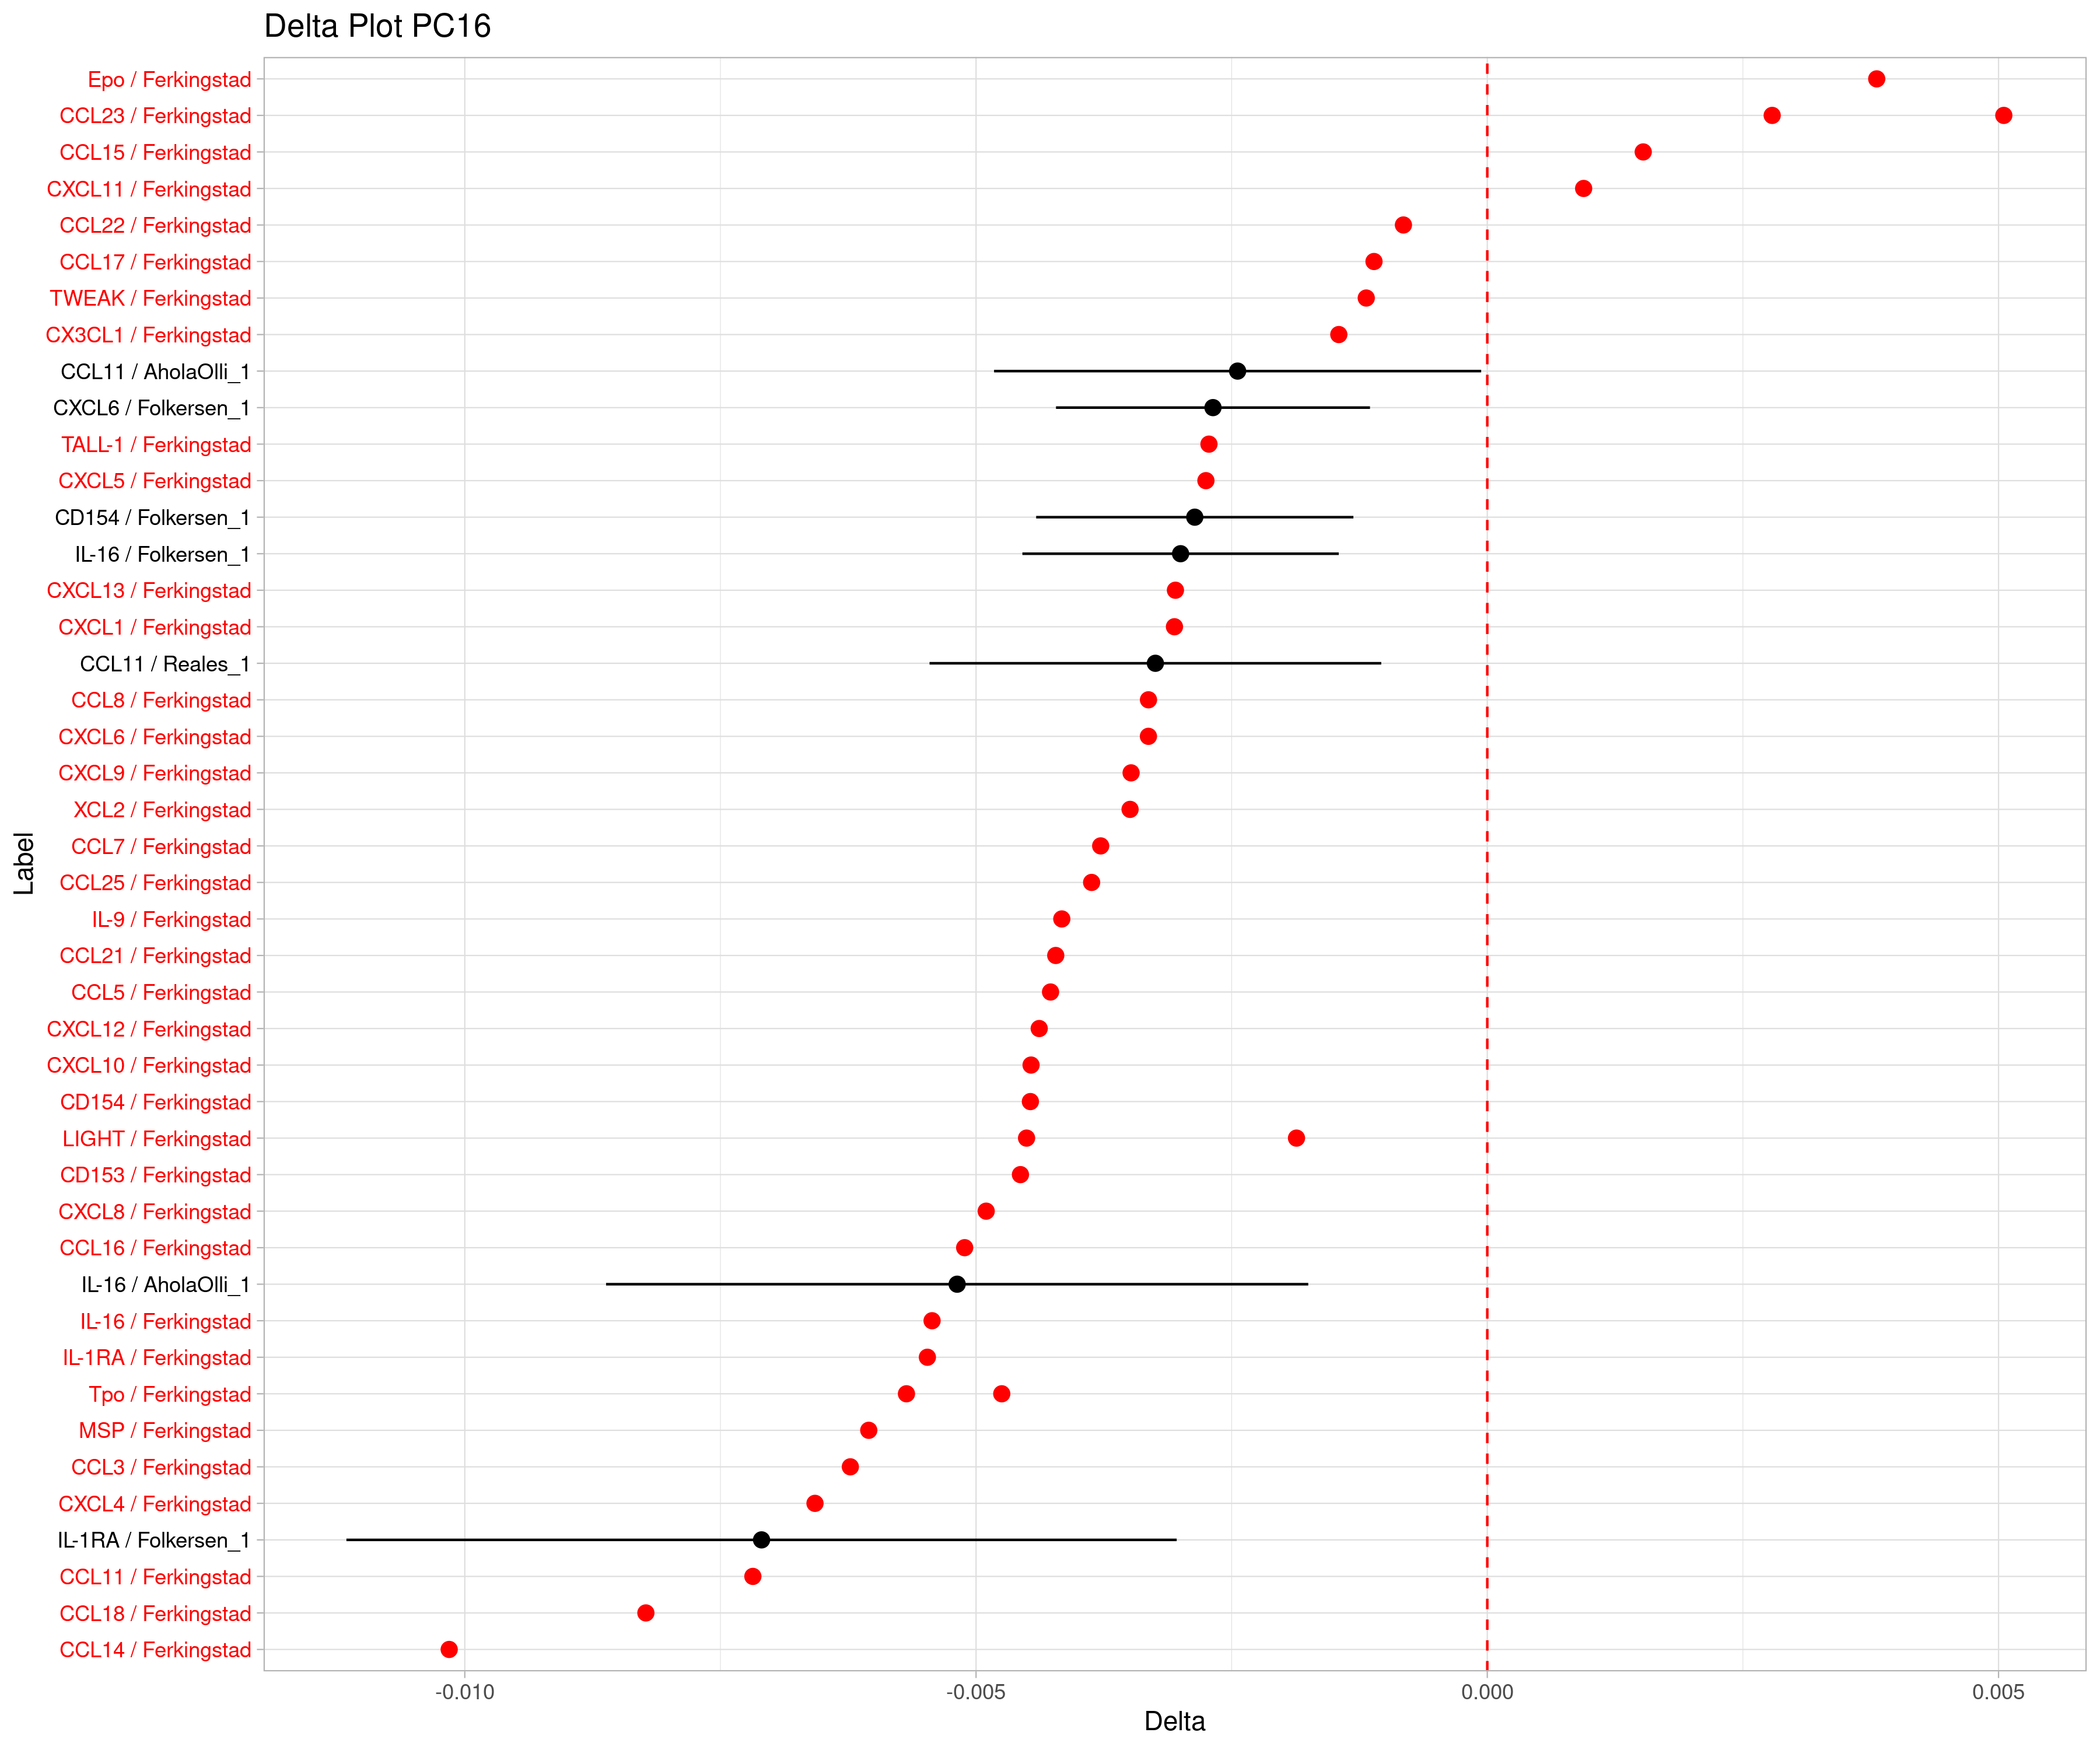 Delta Plot PC16
Epo / Ferkingstad
CCL23 / Ferkingstad
CCL15 / Ferkingstad
CXCL11 / Ferkingstad
CCL22 / Ferkingstad
CCL17 / Ferkingstad
TWEAK / Ferkingstad
CX3CL1 / Ferkingstad
CCL11 / AholaOlli_1
CXCL6 / Folkersen_1
TALL-1 / Ferkingstad
CXCL5 / Ferkingstad
CD154 / Folkersen_1
IL-16 / Folkersen_1
CXCL13 / Ferkingstad
CXCL1 / Ferkingstad
CCL11 / Reales_1
CCL8 / Ferkingstad
CXCL6 / Ferkingstad
CXCL9 / Ferkingstad
XCL2 / Ferkingstad
CCL7 / Ferkingstad
CCL25 / Ferkingstad
IL-9 / Ferkingstad
CCL21 / Ferkingstad
CCL5 / Ferkingstad
CXCL12 / Ferkingstad
CXCL10 / Ferkingstad
CD154 / Ferkingstad
LIGHT / Ferkingstad
CD153 / Ferkingstad
CXCL8 / Ferkingstad
CCL16 / Ferkingstad
IL-16 / AholaOlli_1
IL-16 / Ferkingstad
IL-1RA / Ferkingstad
Tpo / Ferkingstad
MSP / Ferkingstad
CCL3 / Ferkingstad
CXCL4 / Ferkingstad
IL-1RA / Folkersen_1
CCL11 / Ferkingstad
CCL18 / Ferkingstad
CCL14 / Ferkingstad
Label
-0.010 -0.005 0.000 0.005
Delta